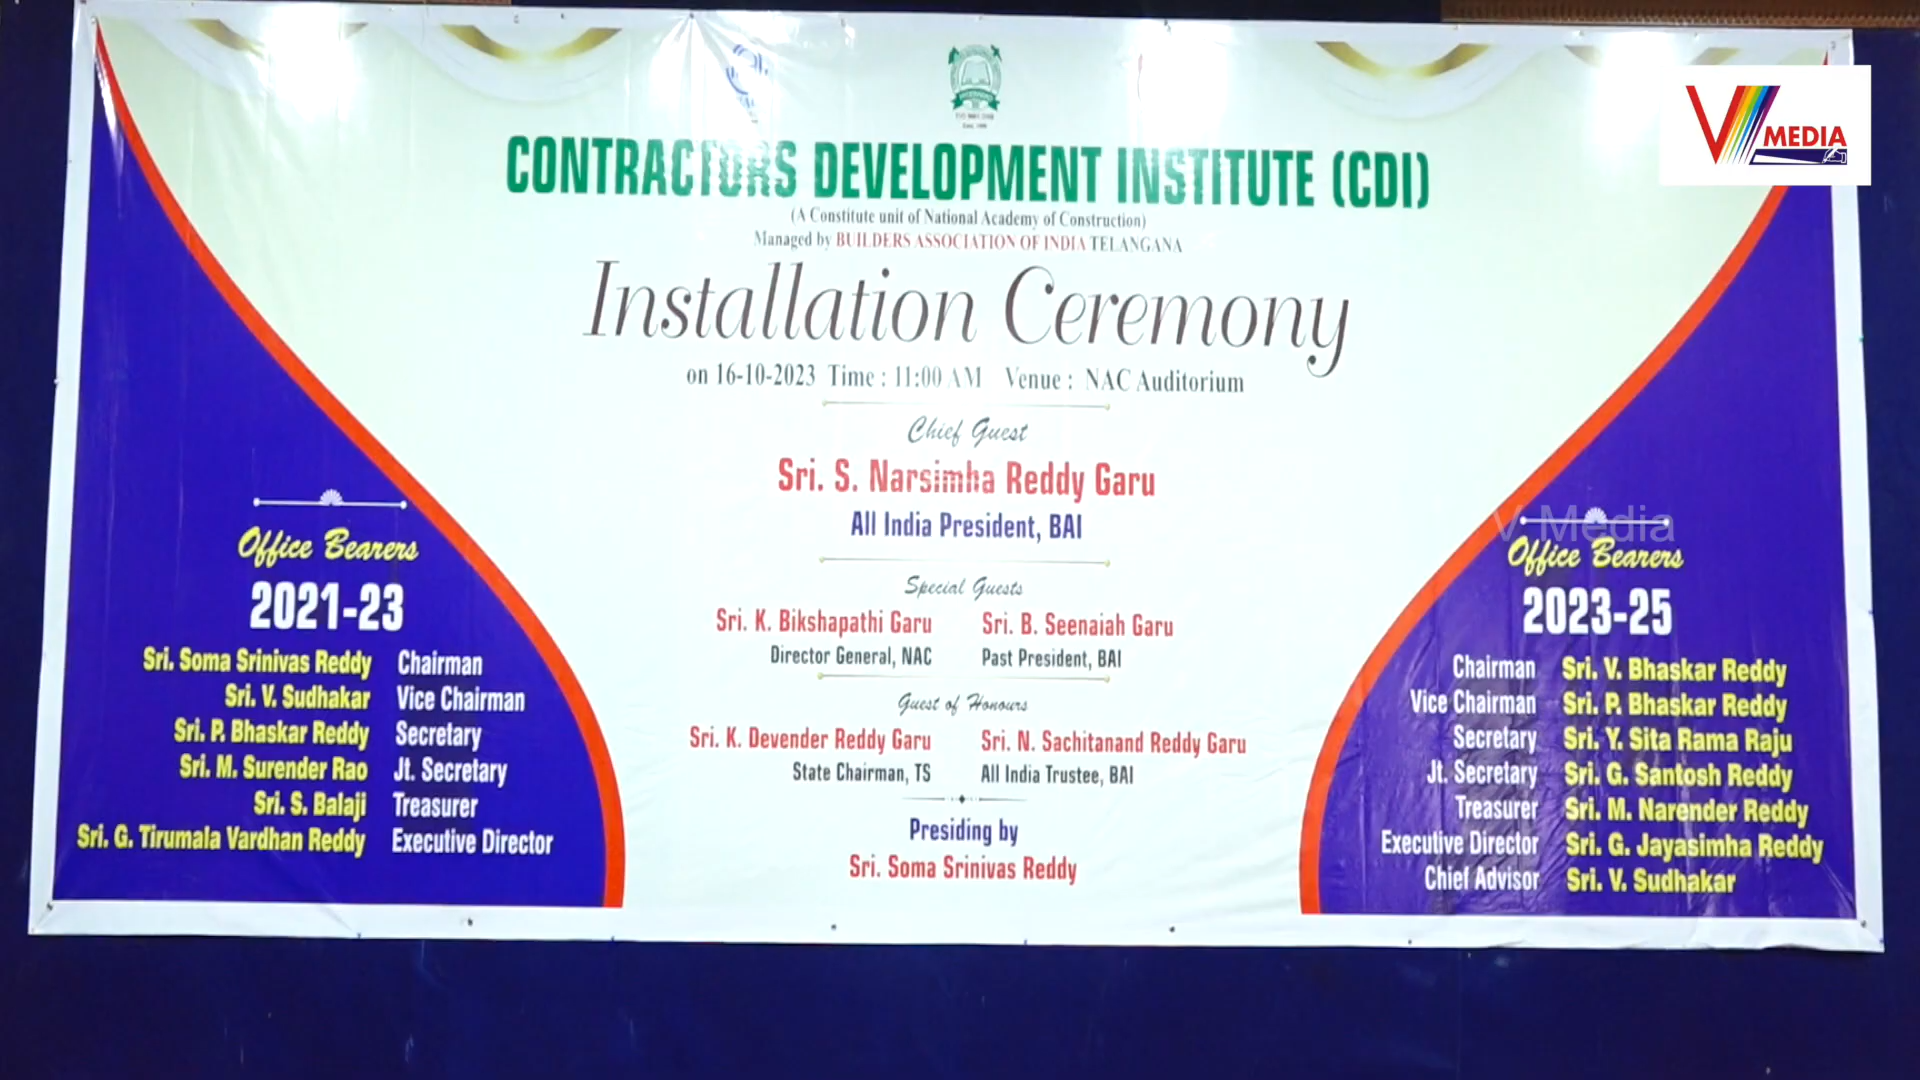 V MEDIA
CONTRACTORS DEVELOPMENT INSTITUTE (CDI)
(A Constitute unit of National Academy of Construction)
Managed by BUILDERS ASSOCIATION OF INDIA TELANGANA
Installation Ceremony
on 16-10-2023 Time : 11:00 AM Venue : NAC Auditorium
Chief Guest
Sri. S. Narsimha Reddy Garu
All India President, BAI
Special Guests
Sri. K. Bikshapathi Garu Sri. B. Seenaiah Garu
Director General, NAC Past President, BAI
Guest of Honours
Sri. K. Devender Reddy Garu Sri. N. Sachitanand Reddy Garu
State Chairman, TS All India Trustee, BAI
Presiding by
Sri. Soma Srinivas Reddy
Office Bearers
2021-23
Sri. Soma Srinivas Reddy Chairman
Sri. V. Sudhakar Vice Chairman
Sri. P. Bhaskar Reddy Secretary
Sri. M. Surender Rao Jt. Secretary
Sri. S. Balaji Treasurer
Sri. G. Tirumala Vardhan Reddy Executive Director
V Media
Office Bearers
2023-25
Chairman Sri. V. Bhaskar Reddy
Vice Chairman Sri. P. Bhaskar Reddy
Secretary Sri. Y. Sita Rama Raju
Jt. Secretary Sri. G. Santosh Reddy
Treasurer Sri. M. Narender Reddy
Executive Director Sri. G. Jayasimha Reddy
Chief Advisor Sri. V. Sudhakar